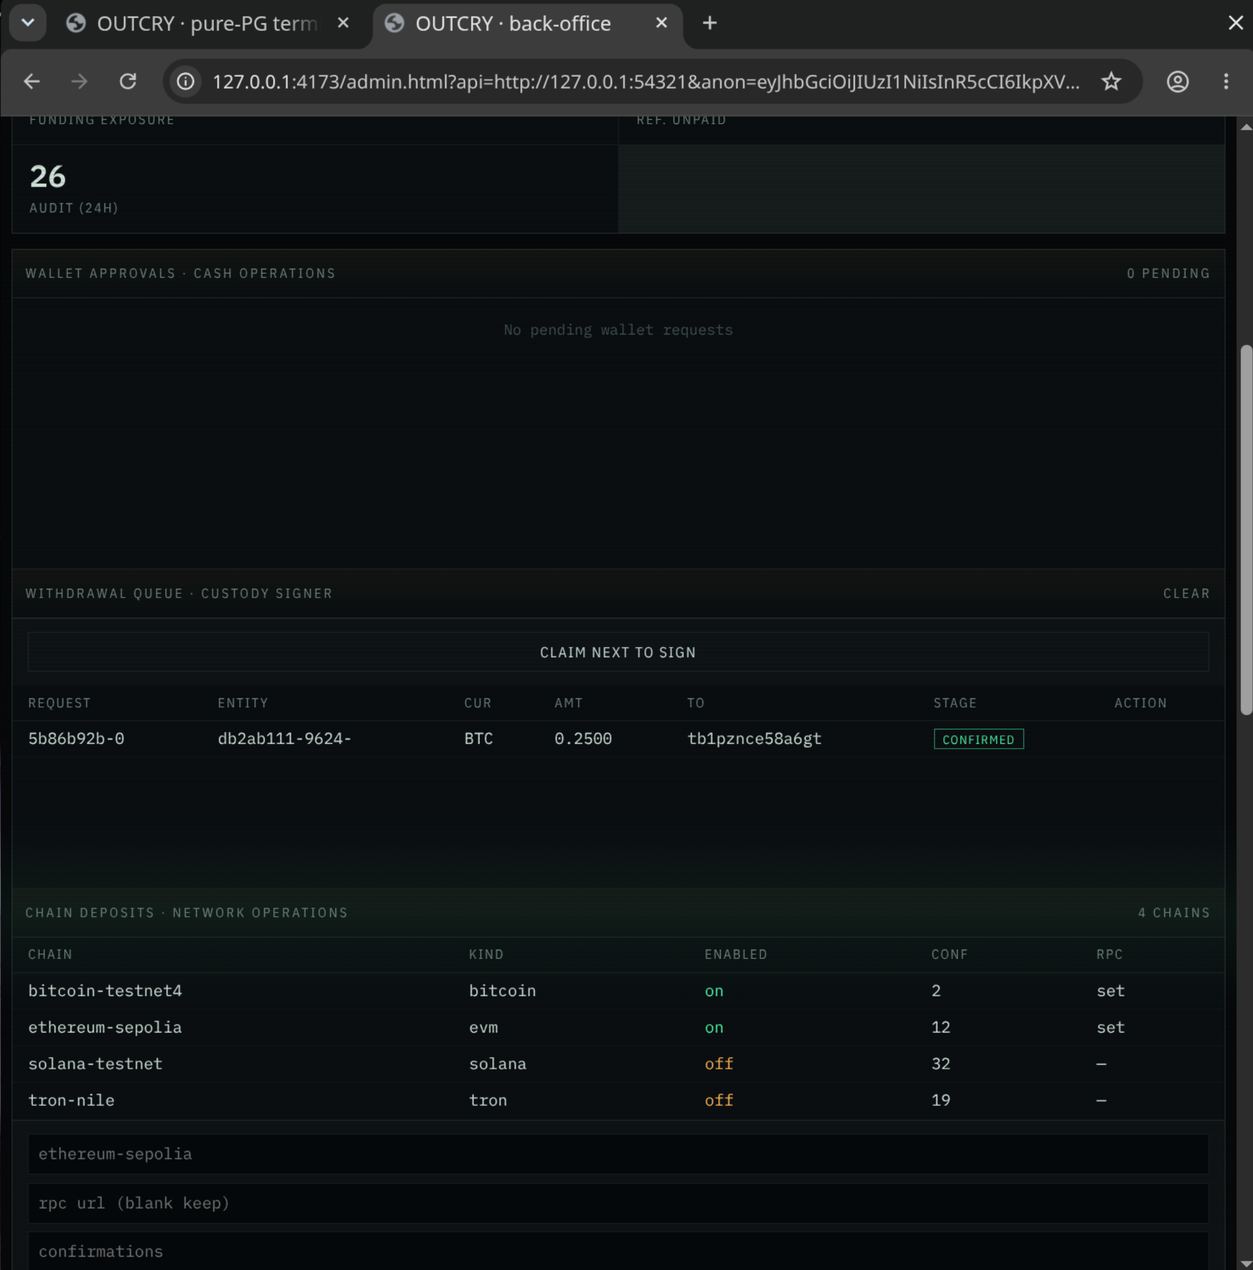 OUTCRY · pure-PG term
OUTCRY · back-office
127.0.0.1:4173/admin.html?api=http://127.0.0.1:54321&anon=eyJhbGciOiJIUzI1NiIsInR5cCI6IkpXV...
FUNDING EXPOSURE REF. UNPAID
26
AUDIT (24H)
WALLET APPROVALS · CASH OPERATIONS 0 PENDING
No pending wallet requests
WITHDRAWAL QUEUE · CUSTODY SIGNER CLEAR
CLAIM NEXT TO SIGN
REQUEST ENTITY CUR AMT TO STAGE ACTION
5b86b92b-0 db2ab111-9624- BTC 0.2500 tb1pznce58a6gt CONFIRMED
CHAIN DEPOSITS · NETWORK OPERATIONS 4 CHAINS
CHAIN KIND ENABLED CONF RPC
bitcoin-testnet4 bitcoin on 2 set
ethereum-sepolia evm on 12 set
solana-testnet solana off 32 —
tron-nile tron off 19 —
ethereum-sepolia
rpc url (blank keep)
confirmations